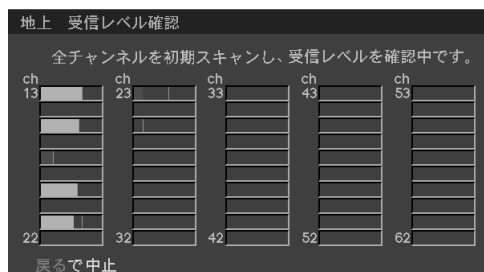 地上 受信レベル確認
全チャンネルを初期スキャンし、受信レベルを確認中です。
ch ch ch ch ch
13 23 33 43 53
22 32 42 52 62
戻るで中止